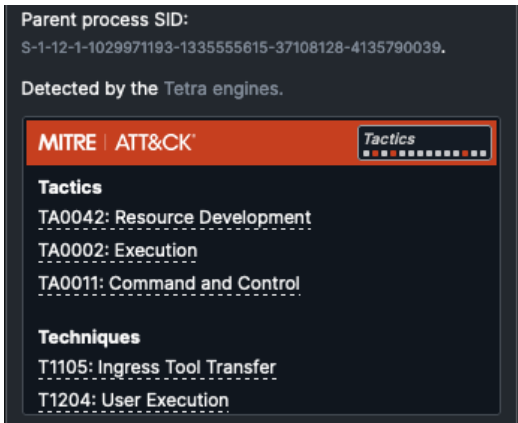 Parent process SID:
S-1-12-1-1029971193-1335555615-37108128-4135790039.
Detected by the Tetra engines.
MITRE | ATT&CK®
Tactics
Tactics
TA0042: Resource Development
TA0002: Execution
TA0011: Command and Control
Techniques
T1105: Ingress Tool Transfer
T1204: User Execution